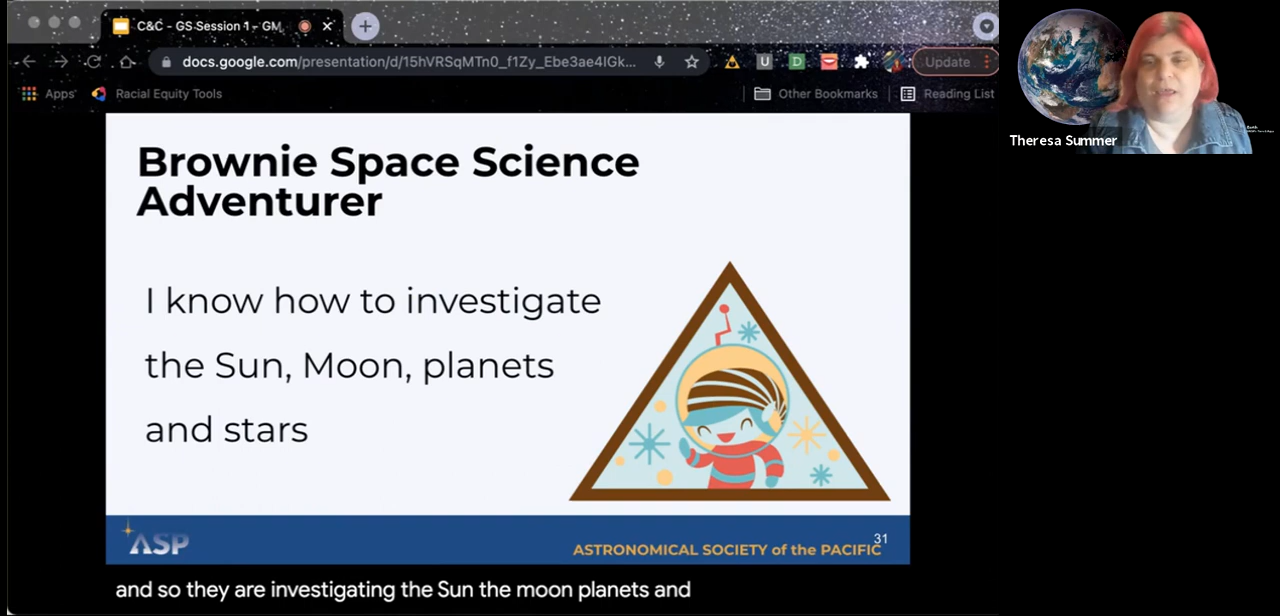 C&C - GS Session 1 - GM
docs.google.com/presentation/d/15hVRSqMTn0_f1Zy_Ebe3ae4IGk...
U
D
Update
Apps
Racial Equity Tools
Other Bookmarks
Reading List
Theresa Summer
Brownie Space Science
Adventurer
I know how to investigate
the Sun, Moon, planets
and stars
ASP
31
ASTRONOMICAL SOCIETY of the PACIFIC
and so they are investigating the Sun the moon planets and